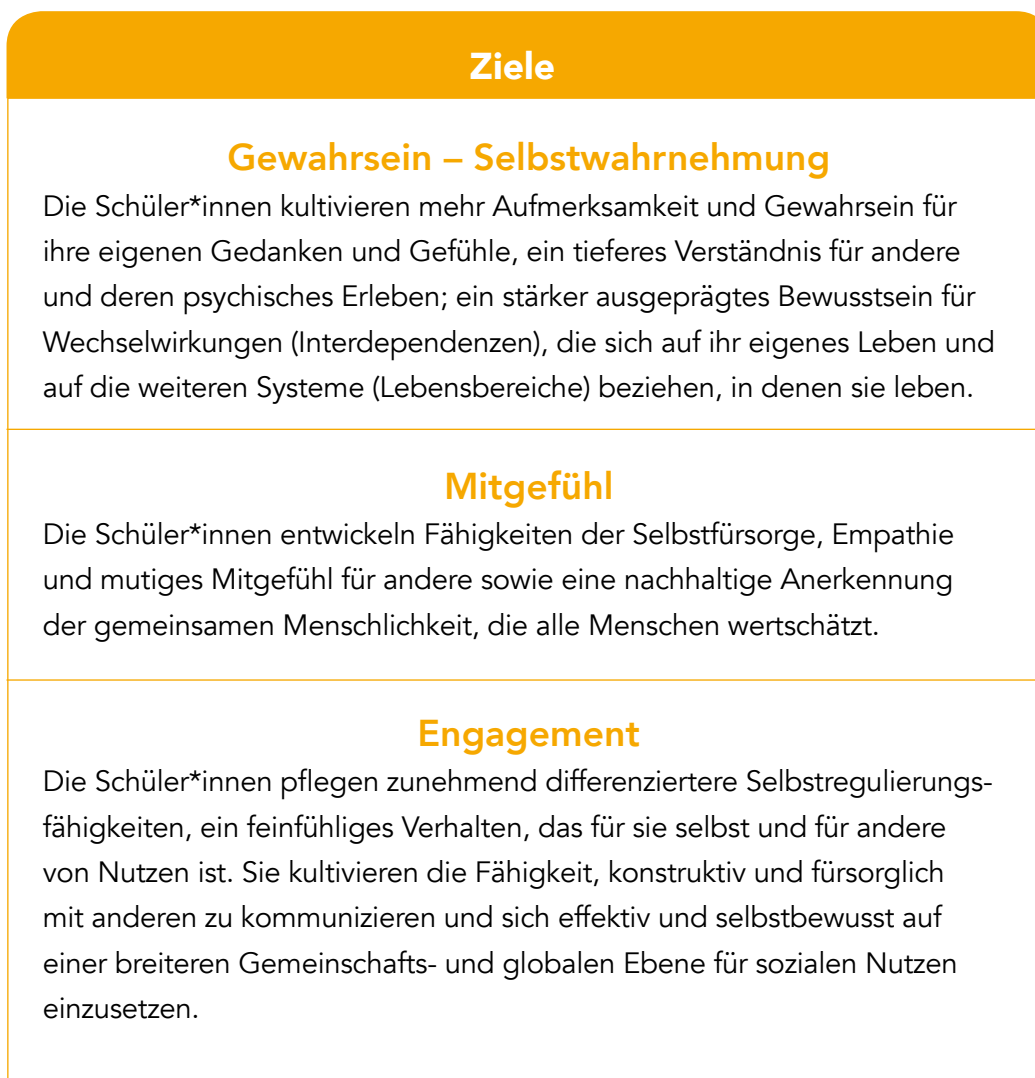 Ziele
Gewahrsein – Selbstwahrnehmung
Die Schüler*innen kultivieren mehr Aufmerksamkeit und Gewahrsein für
ihre eigenen Gedanken und Gefühle, ein tieferes Verständnis für andere
und deren psychisches Erleben; ein stärker ausgeprägtes Bewusstsein für
Wechselwirkungen (Interdependenzen), die sich auf ihr eigenes Leben und
auf die weiteren Systeme (Lebensbereiche) beziehen, in denen sie leben.
Mitgefühl
Die Schüler*innen entwickeln Fähigkeiten der Selbstfürsorge, Empathie
und mutiges Mitgefühl für andere sowie eine nachhaltige Anerkennung
der gemeinsamen Menschlichkeit, die alle Menschen wertschätzt.
Engagement
Die Schüler*innen pflegen zunehmend differenziertere Selbstregulierungs-
fähigkeiten, ein feinfühliges Verhalten, das für sie selbst und für andere
von Nutzen ist. Sie kultivieren die Fähigkeit, konstruktiv und fürsorglich
mit anderen zu kommunizieren und sich effektiv und selbstbewusst auf
einer breiteren Gemeinschafts- und globalen Ebene für sozialen Nutzen
einzusetzen.